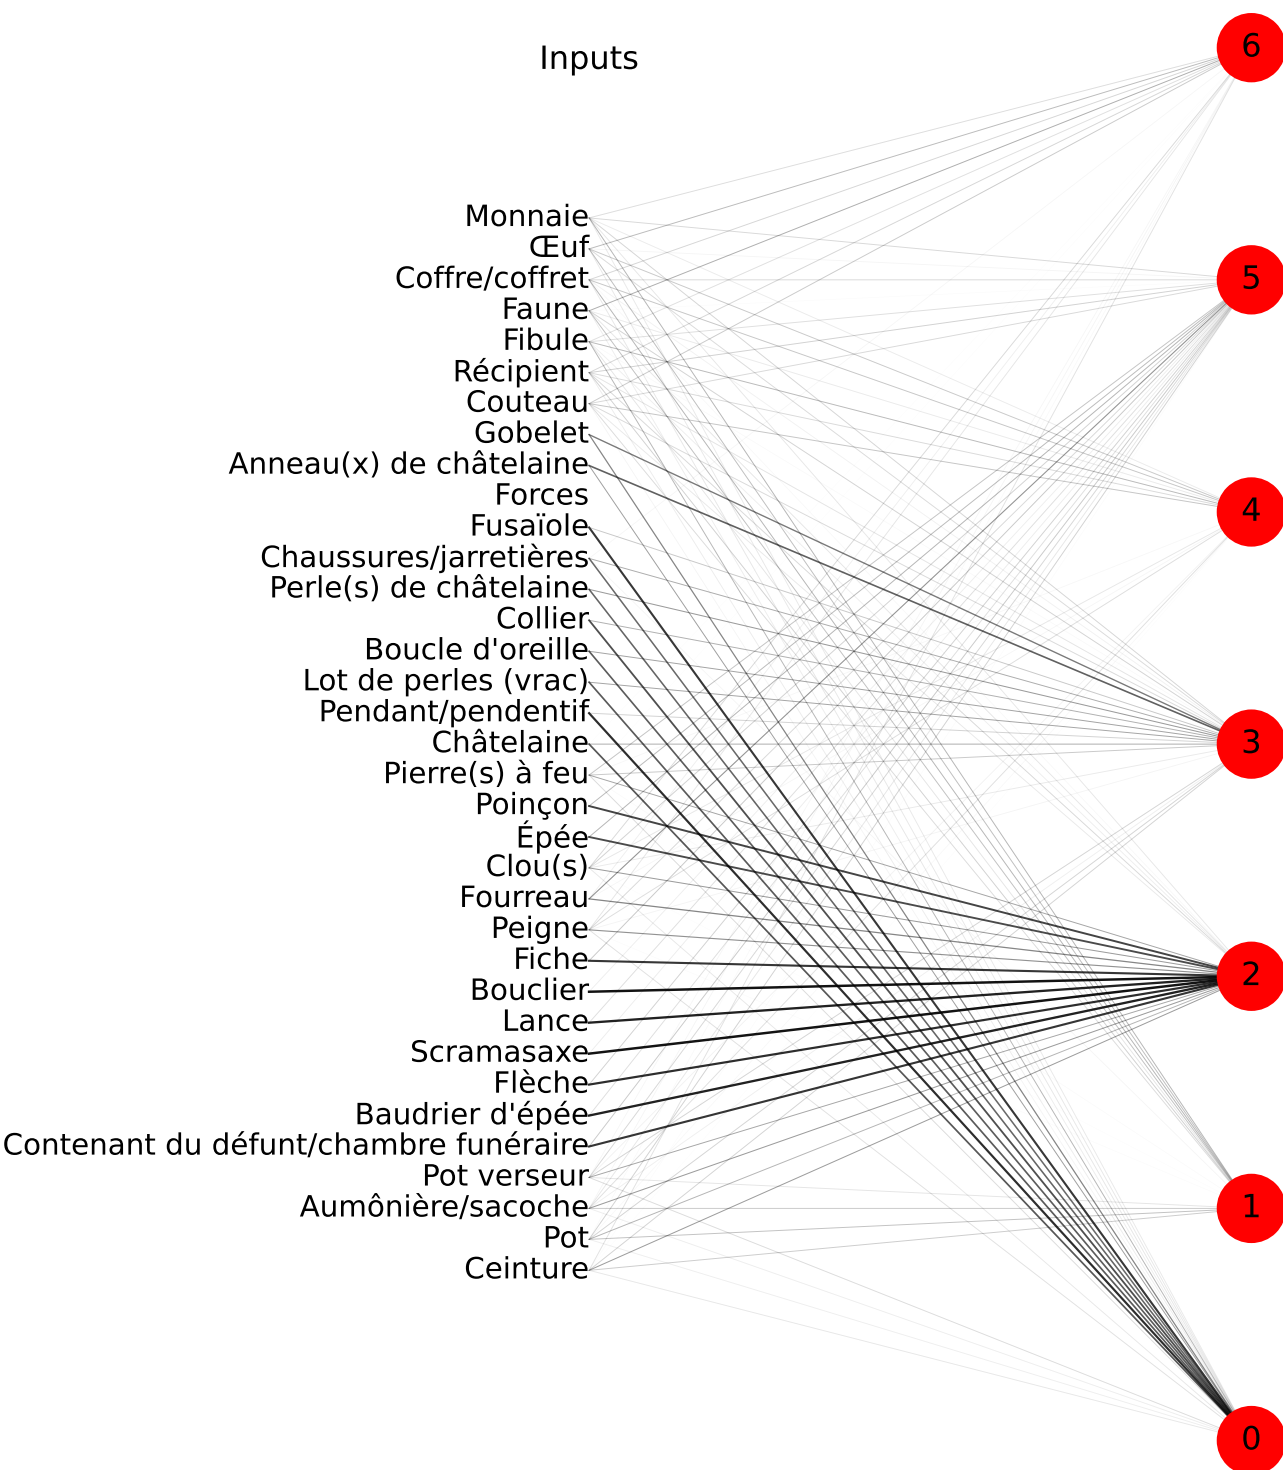 6
Inputs
Monnaie
Œuf
Coffre/coffret
5
Faune
Fibule
Récipient
Couteau
Gobelet
Anneau(x) de châtelaine
Forces
4
Fusaïole
Chaussures/jarretières
Perle(s) de châtelaine
Collier
Boucle d'oreille
Lot de perles (vrac)
Pendant/pendentif
Châtelaine
3
Pierre(s) à feu
Poinçon
Épée
Clou(s)
Fourreau
Peigne
Fiche
2
Bouclier
Lance
Scramasaxe
Flèche
Baudrier d'épée
Contenant du défunt/chambre funéraire
Pot verseur
Aumônière/sacoche
1
Pot
Ceinture
0